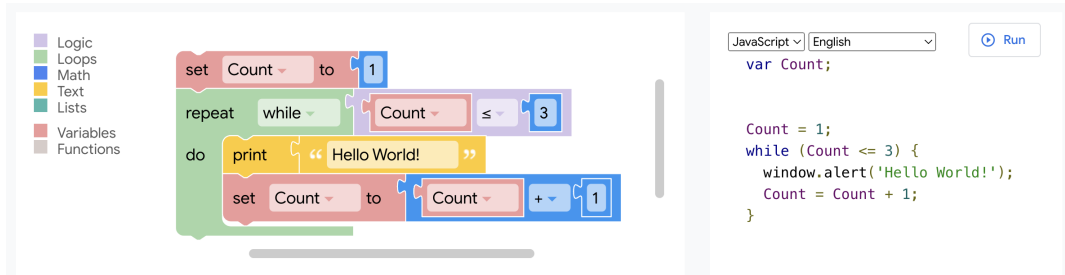 Logic
Loops
Math
Text
Lists
Variables
Functions
set Count to 1
repeat while Count ≤ 3
do print “ Hello World! ”
set Count to Count + 1
JavaScript English Run
var Count;
Count = 1;
while (Count <= 3) {
  window.alert('Hello World!');
  Count = Count + 1;
}